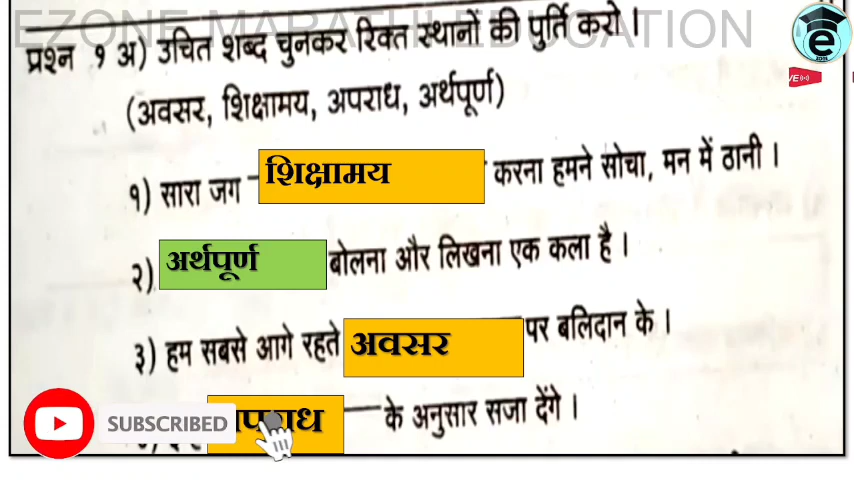 EZONE MARATHI EDUCATION
प्रश्न १ अ) उचित शब्द चुनकर रिक्त स्थानों की पुर्ति करो ।
(अवसर, शिक्षामय, अपराध, अर्थपूर्ण)
१) सारा जग शिक्षामय करना हमने सोचा, मन में ठानी ।
२) अर्थपूर्ण बोलना और लिखना एक कला है ।
३) हम सबसे आगे रहते अवसर पर बलिदान के ।
के अनुसार सजा देंगे ।
SUBSCRIBED